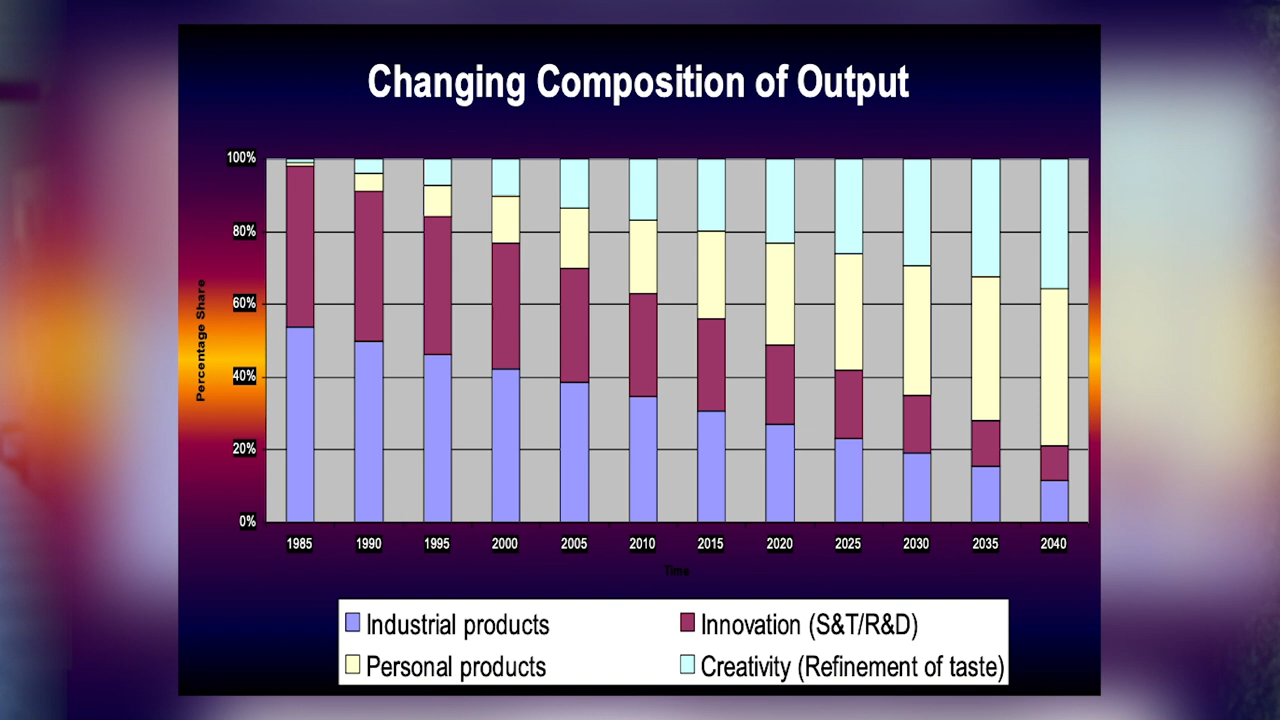 Changing Composition of Output
100%
80%
60%
40%
20%
0%
Percentage Share
1985 1990 1995 2000 2005 2010 2015 2020 2025 2030 2035 2040
Time
Industrial products Innovation (S&T/R&D)
Personal products Creativity (Refinement of taste)